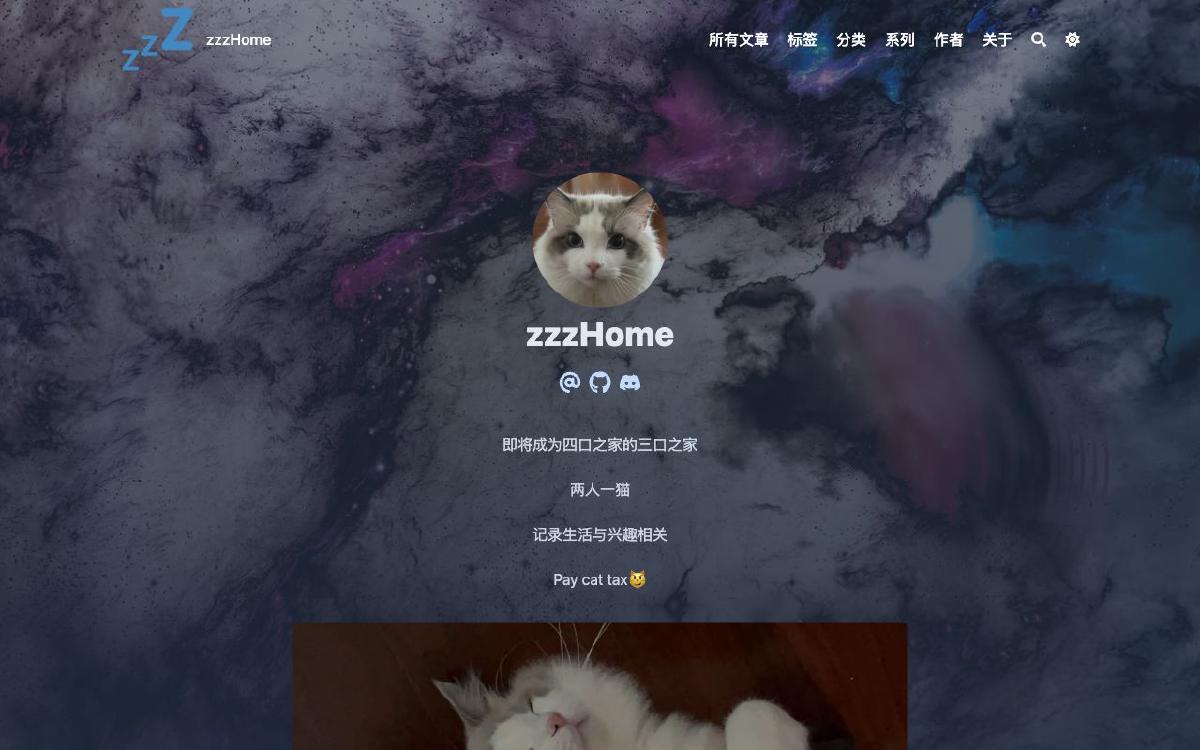 zzZ zzzHome 所有文章 标签 分类 系列 作者 关于
zzzHome
即将成为四口之家的三口之家
两人一猫
记录生活与兴趣相关
Pay cat tax😼